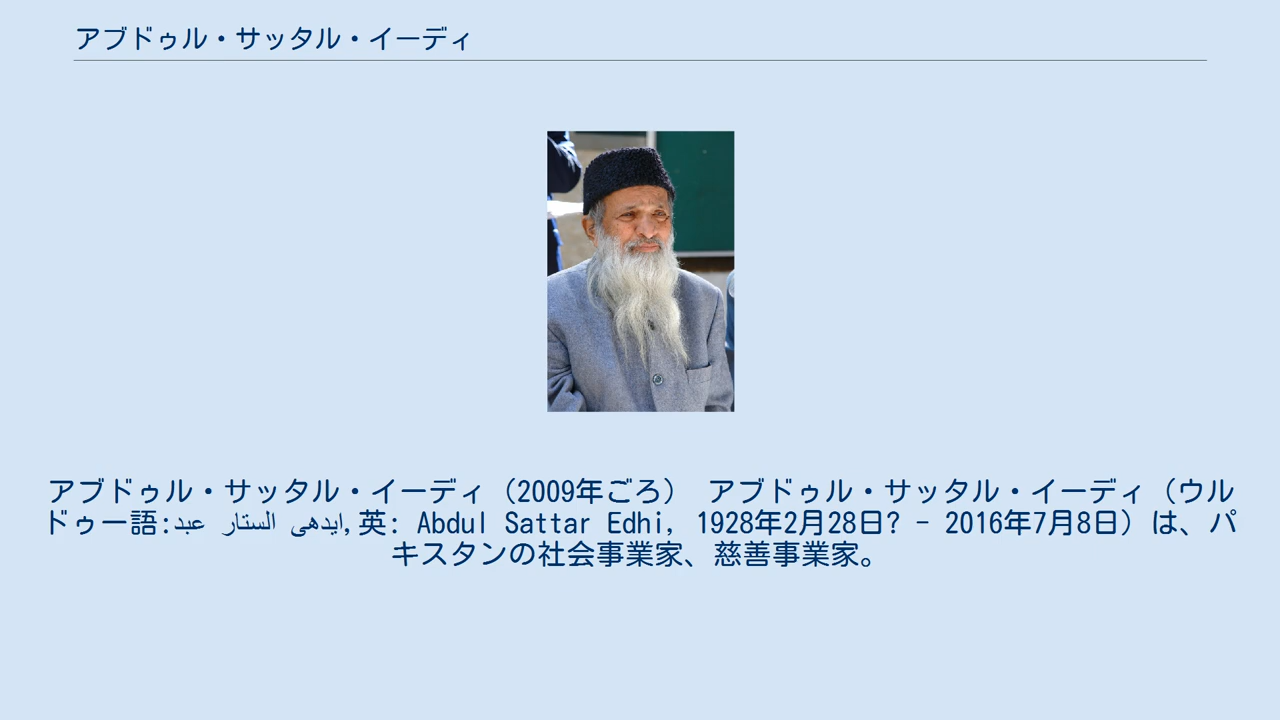 アブドゥル・サッタル・イーディ
アブドゥル・サッタル・イーディ（2009年ごろ） アブドゥル・サッタル・イーディ（ウル
ドゥー語:ایدھی الستار عبد,英: Abdul Sattar Edhi, 1928年2月28日? - 2016年7月8日）は、パ
キスタンの社会事業家、慈善事業家。